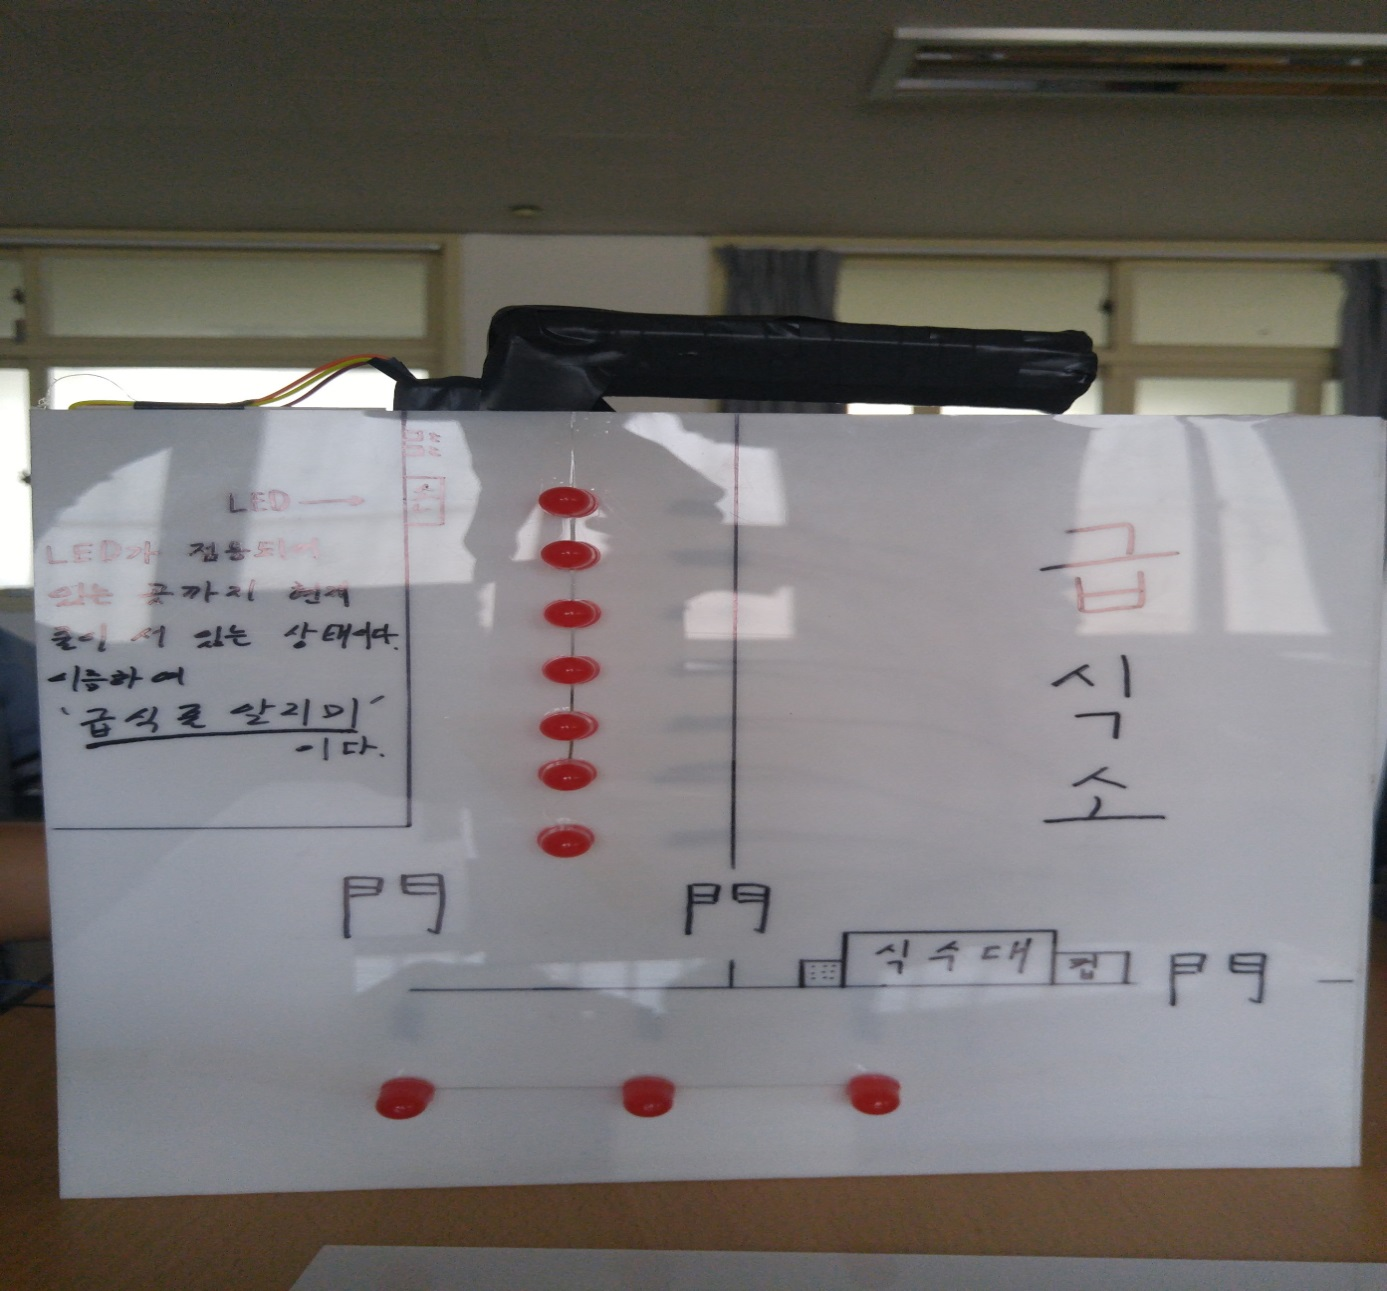 LED →
LED가 점등되어
있는 곳까지 현재
줄이 서 있는 상태이다.
이름하여
'급식로 알리미'
이다.
급
식
소
門
門
식수대
컵
門